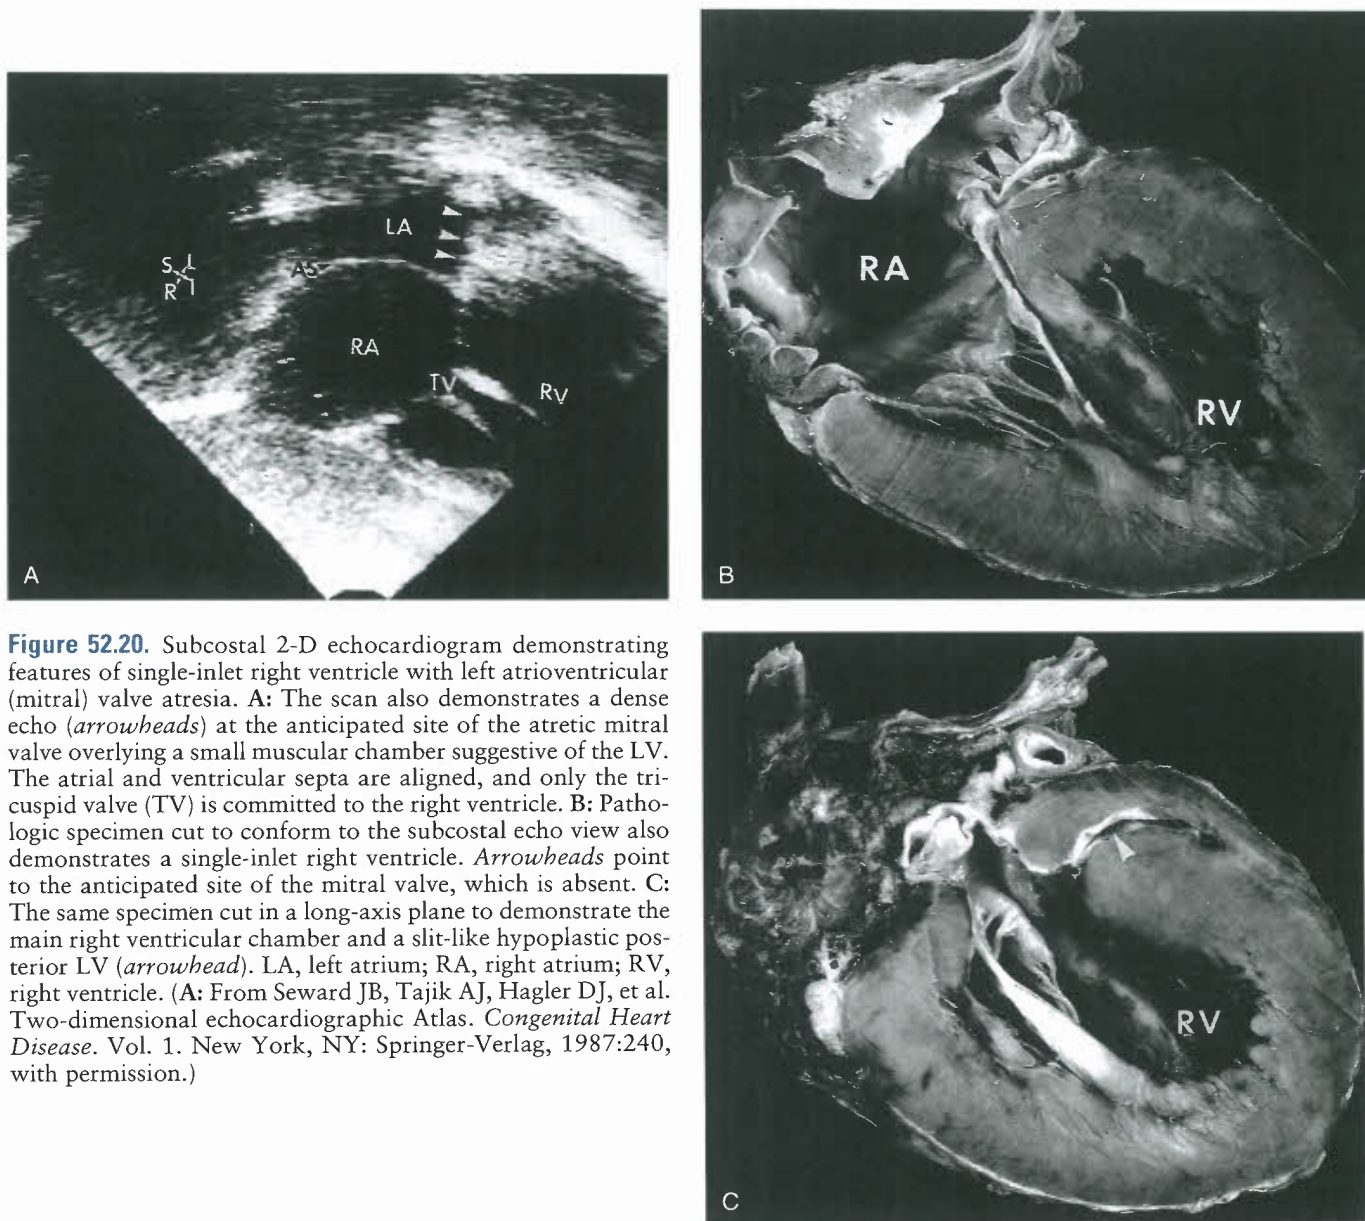 LA
AS
S L
R I
RA
TV
RV
A
RA
RV
B
Figure 52.20. Subcostal 2-D echocardiogram demonstrating
features of single-inlet right ventricle with left atrioventricular
(mitral) valve atresia. A: The scan also demonstrates a dense
echo (arrowheads) at the anticipated site of the atretic mitral
valve overlying a small muscular chamber suggestive of the LV.
The atrial and ventricular septa are aligned, and only the tri-
cuspid valve (TV) is committed to the right ventricle. B: Patho-
logic specimen cut to conform to the subcostal echo view also
demonstrates a single-inlet right ventricle. Arrowheads point
to the anticipated site of the mitral valve, which is absent. C:
The same specimen cut in a long-axis plane to demonstrate the
main right ventricular chamber and a slit-like hypoplastic pos-
terior LV (arrowhead). LA, left atrium; RA, right atrium; RV,
right ventricle. (A: From Seward JB, Tajik AJ, Hagler DJ, et al.
Two-dimensional echocardiographic Atlas. Congenital Heart
Disease. Vol. 1. New York, NY: Springer-Verlag, 1987:240,
with permission.)
RV
C